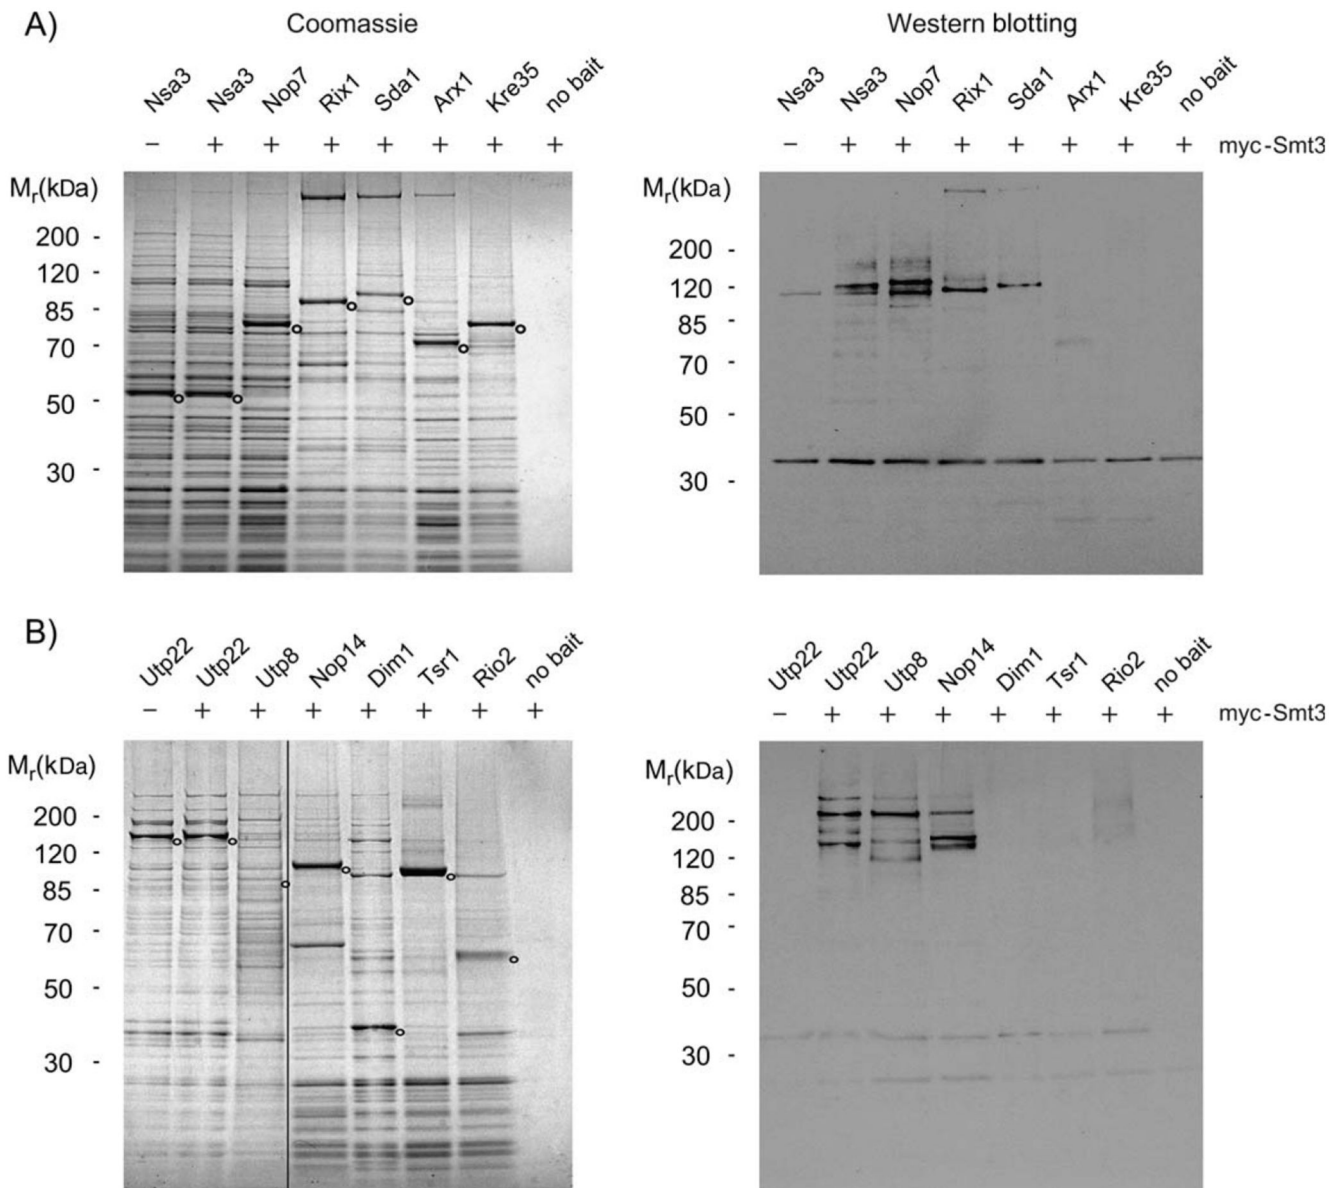 A)
Coomassie
Western blotting
Nsa3 Nsa3 Nop7 Rix1 Sda1 Arx1 Kre35 no bait
Nsa3 Nsa3 Nop7 Rix1 Sda1 Arx1 Kre35 no bait
− + + + + + + +
− + + + + + + + myc-Smt3
Mr(kDa)
200 -
120 -
85 -
70 -
50 -
30 -
Mr(kDa)
200 -
120 -
85 -
70 -
50 -
30 -
B)
Utp22 Utp22 Utp8 Nop14 Dim1 Tsr1 Rio2 no bait
Utp22 Utp22 Utp8 Nop14 Dim1 Tsr1 Rio2 no bait
− + + + + + + +
− + + + + + + + myc-Smt3
Mr(kDa)
200 -
120 -
85 -
70 -
50 -
30 -
Mr(kDa)
200 -
120 -
85 -
70 -
50 -
30 -